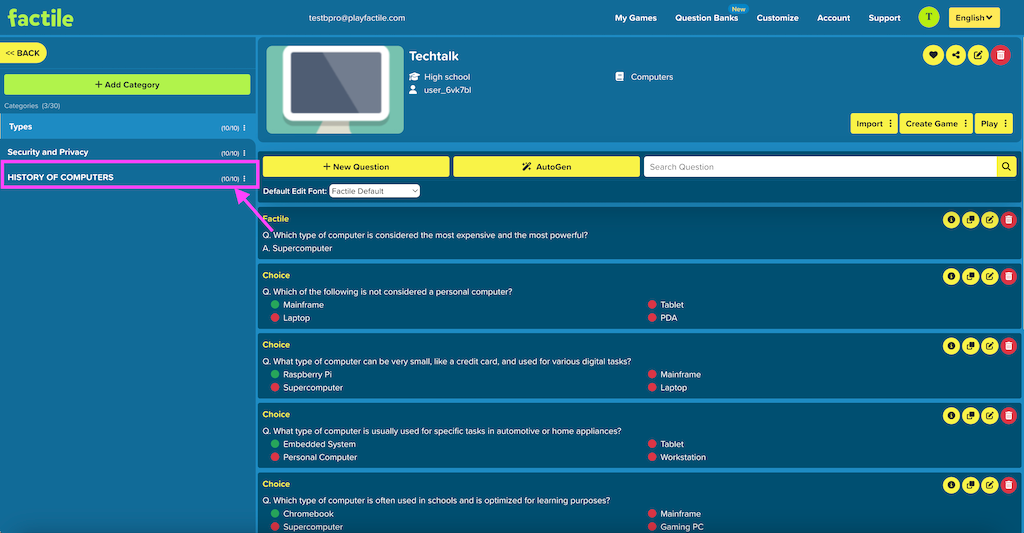 factile
testbpro@playfactile.com
My Games
Question Banks
New
Customize
Account
Support
T
English
<< BACK
+ Add Category
Categories (3/30)
Types (10/10)
Security and Privacy (10/10)
HISTORY OF COMPUTERS (10/10)
Techtalk
High school
Computers
user_6vk7bl
Import
Create Game
Play
+ New Question
AutoGen
Search Question
Default Edit Font: Factile Default
Factile
Q. Which type of computer is considered the most expensive and the most powerful?
A. Supercomputer
Choice
Q. Which of the following is not considered a personal computer?
Mainframe
Tablet
Laptop
PDA
Choice
Q. What type of computer can be very small, like a credit card, and used for various digital tasks?
Raspberry Pi
Mainframe
Supercomputer
Laptop
Choice
Q. What type of computer is usually used for specific tasks in automotive or home appliances?
Embedded System
Tablet
Personal Computer
Workstation
Choice
Q. Which type of computer is often used in schools and is optimized for learning purposes?
Chromebook
Mainframe
Supercomputer
Gaming PC